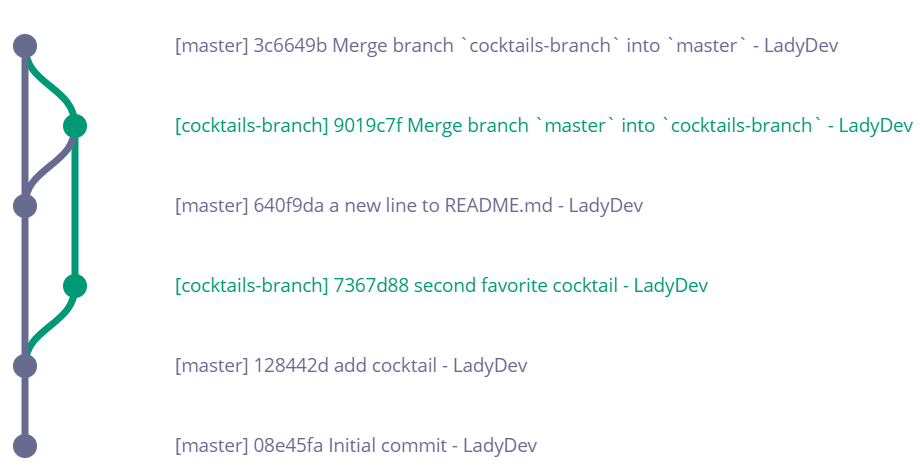 [master] 3c6649b Merge branch `cocktails-branch` into `master` - LadyDev
[cocktails-branch] 9019c7f Merge branch `master` into `cocktails-branch` - LadyDev
[master] 640f9da a new line to README.md - LadyDev
[cocktails-branch] 7367d88 second favorite cocktail - LadyDev
[master] 128442d add cocktail - LadyDev
[master] 08e45fa Initial commit - LadyDev